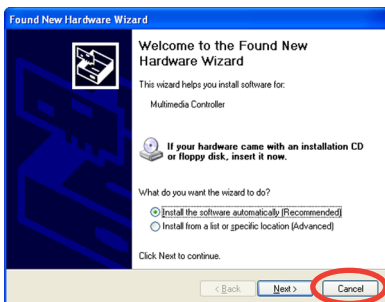 Found New Hardware Wizard
Welcome to the Found New
Hardware Wizard
This wizard helps you install software for:
Multimedia Controller
If your hardware came with an installation CD
or floppy disk, insert it now.
What do you want the wizard to do?
Install the software automatically (Recommended)
Install from a list or specific location (Advanced)
Click Next to continue.
< Back Next > Cancel